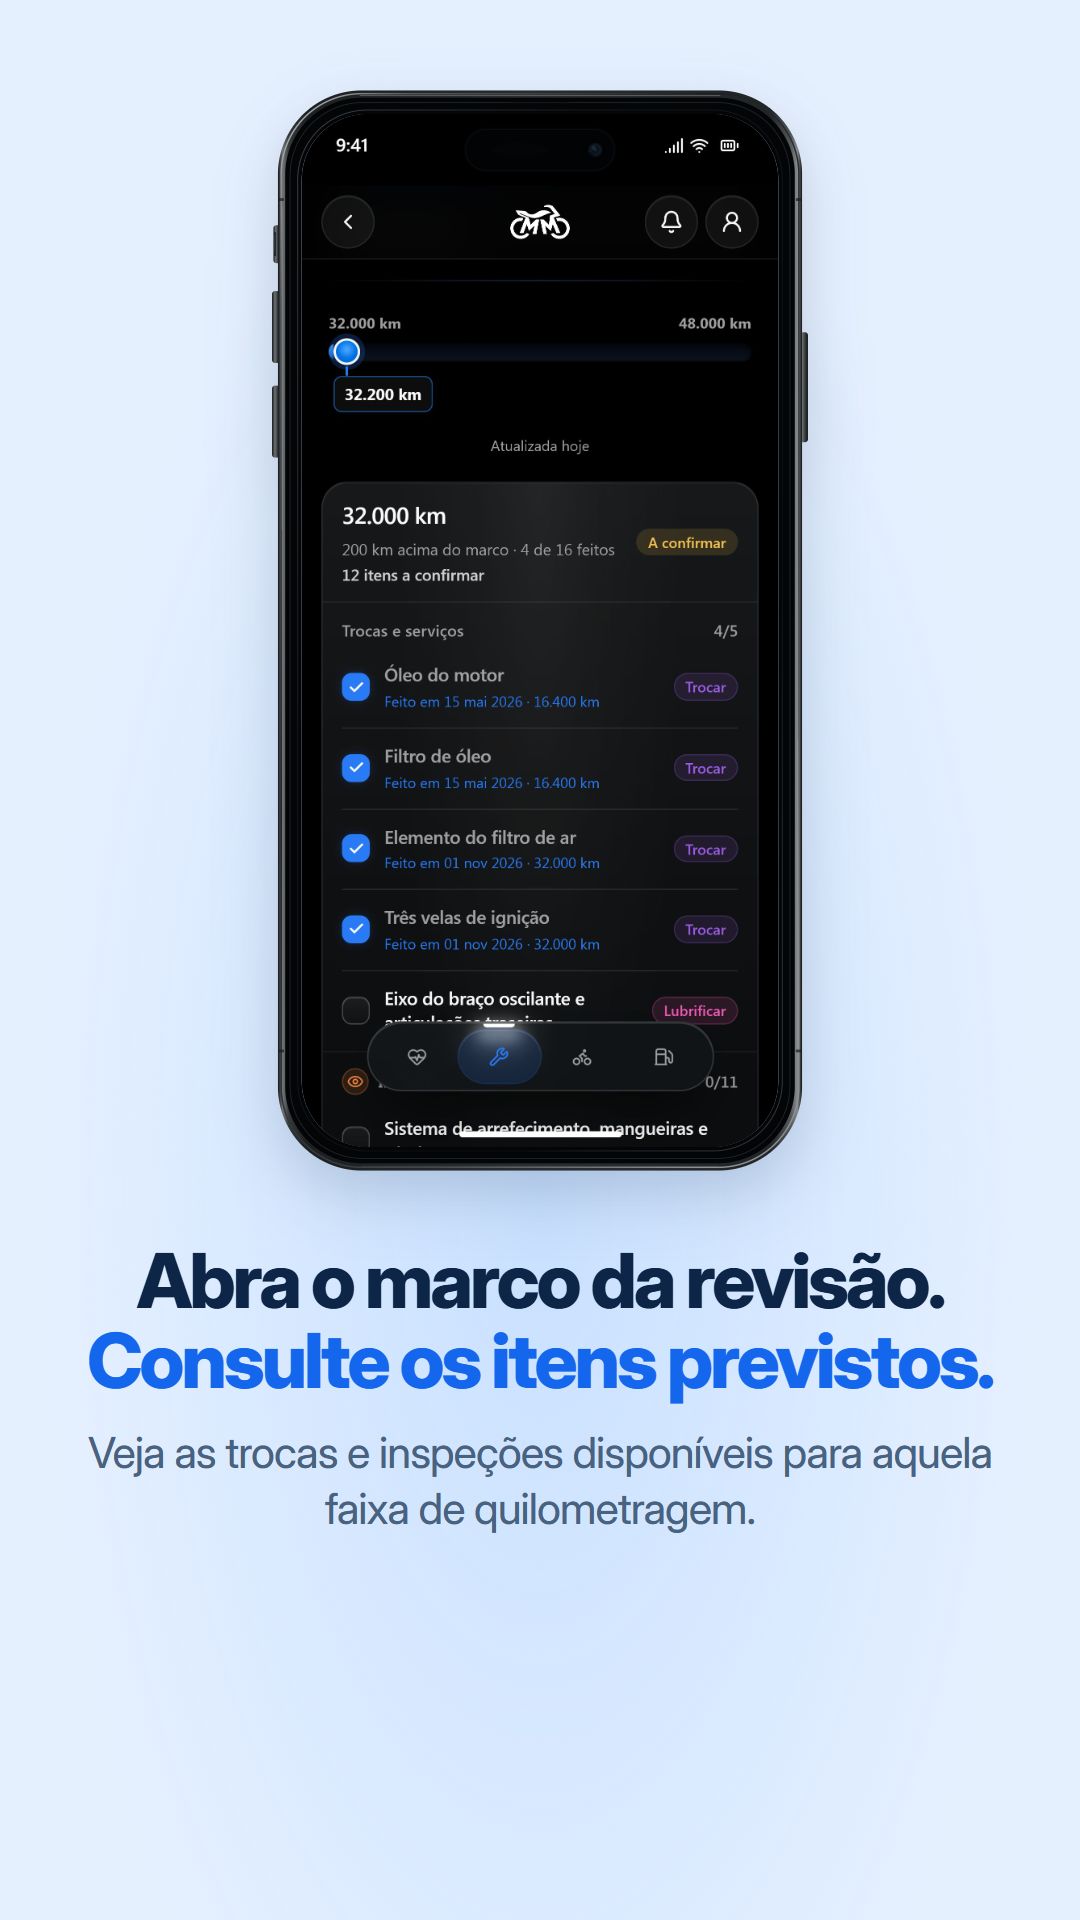 9:41
MM
32.000 km
48.000 km
32.200 km
Atualizada hoje
32.000 km
200 km acima do marco · 4 de 16 feitos
12 itens a confirmar
A confirmar
Trocas e serviços
4/5
Óleo do motor
Feito em 15 mai 2026 · 16.400 km
Trocar
Filtro de óleo
Feito em 15 mai 2026 · 16.400 km
Trocar
Elemento do filtro de ar
Feito em 01 nov 2026 · 32.000 km
Trocar
Três velas de ignição
Feito em 01 nov 2026 · 32.000 km
Trocar
Eixo do braço oscilante e
Lubrificar
0/11
Sistema de arrefecimento, mangueiras e
Abra o marco da revisão.
Consulte os itens previstos.
Veja as trocas e inspeções disponíveis para aquela
faixa de quilometragem.